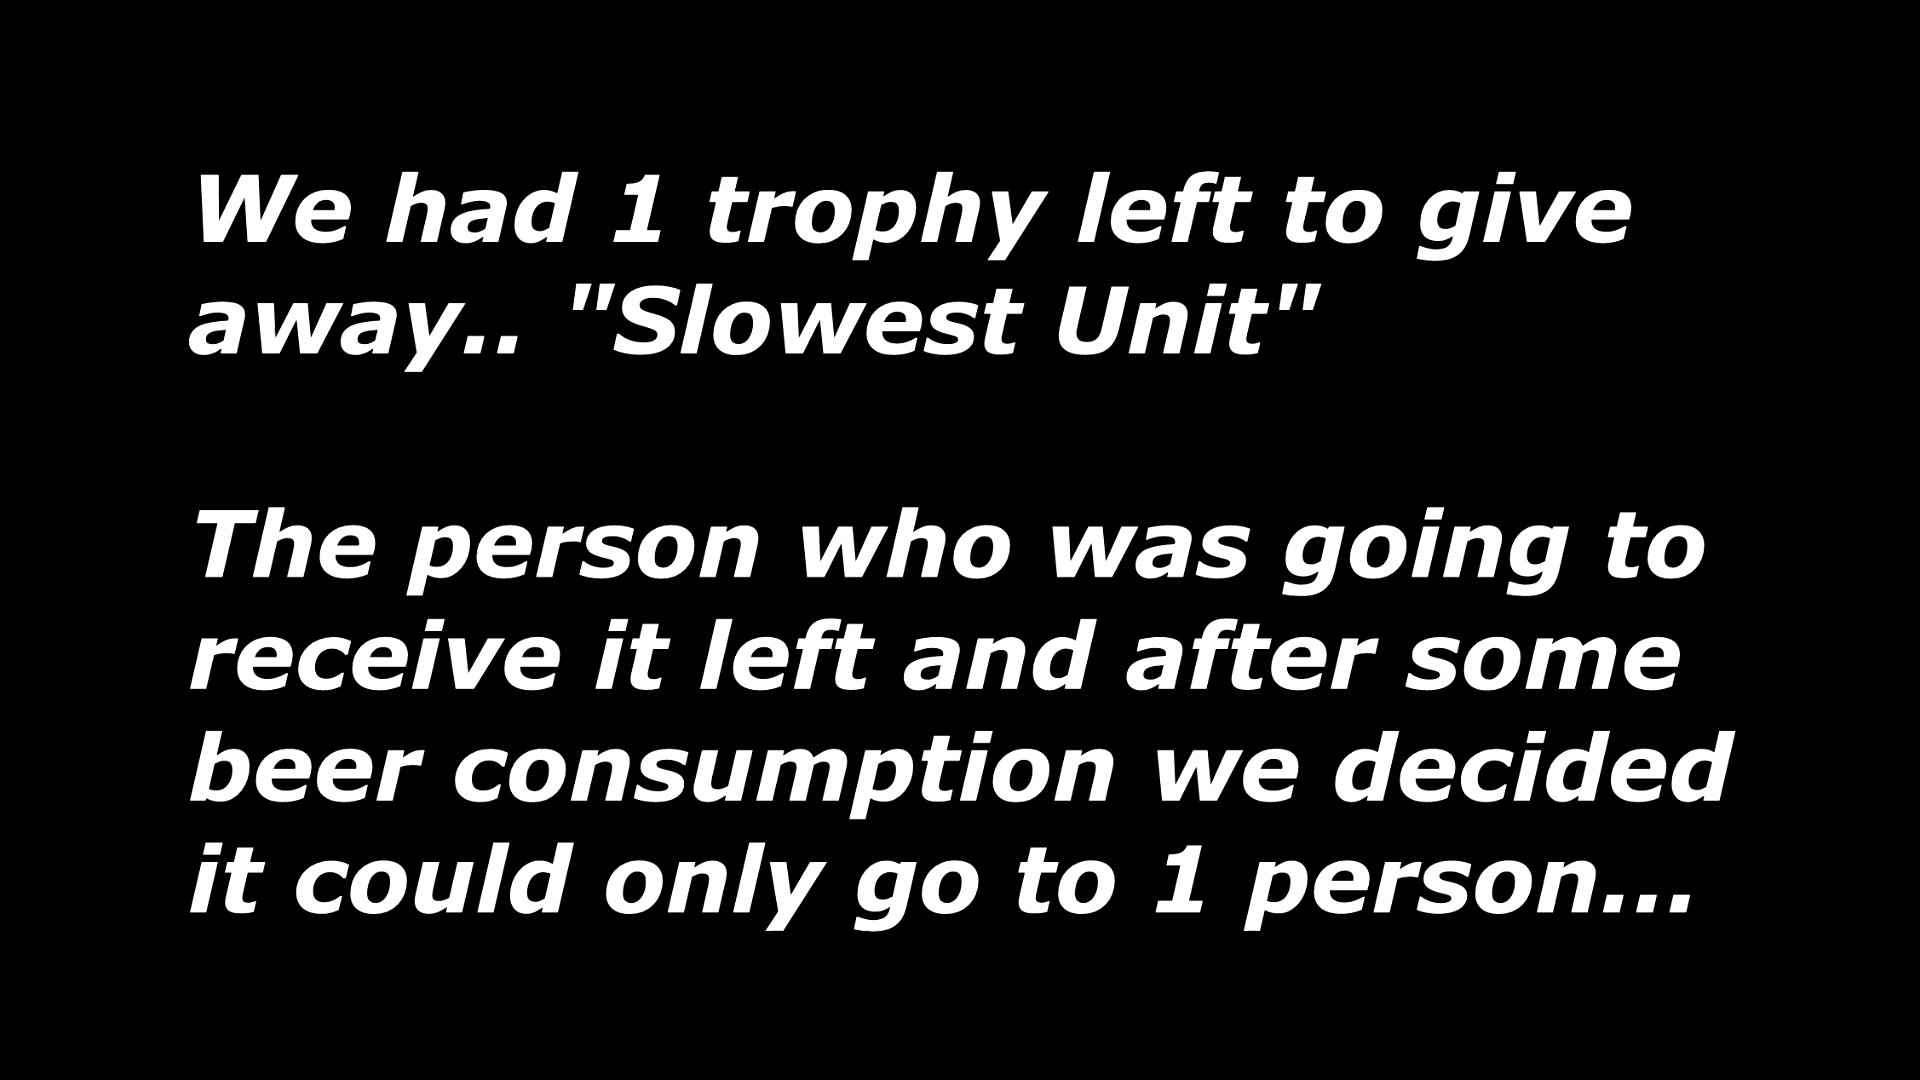 We had 1 trophy left to give
away.. "Slowest Unit"
The person who was going to
receive it left and after some
beer consumption we decided
it could only go to 1 person...